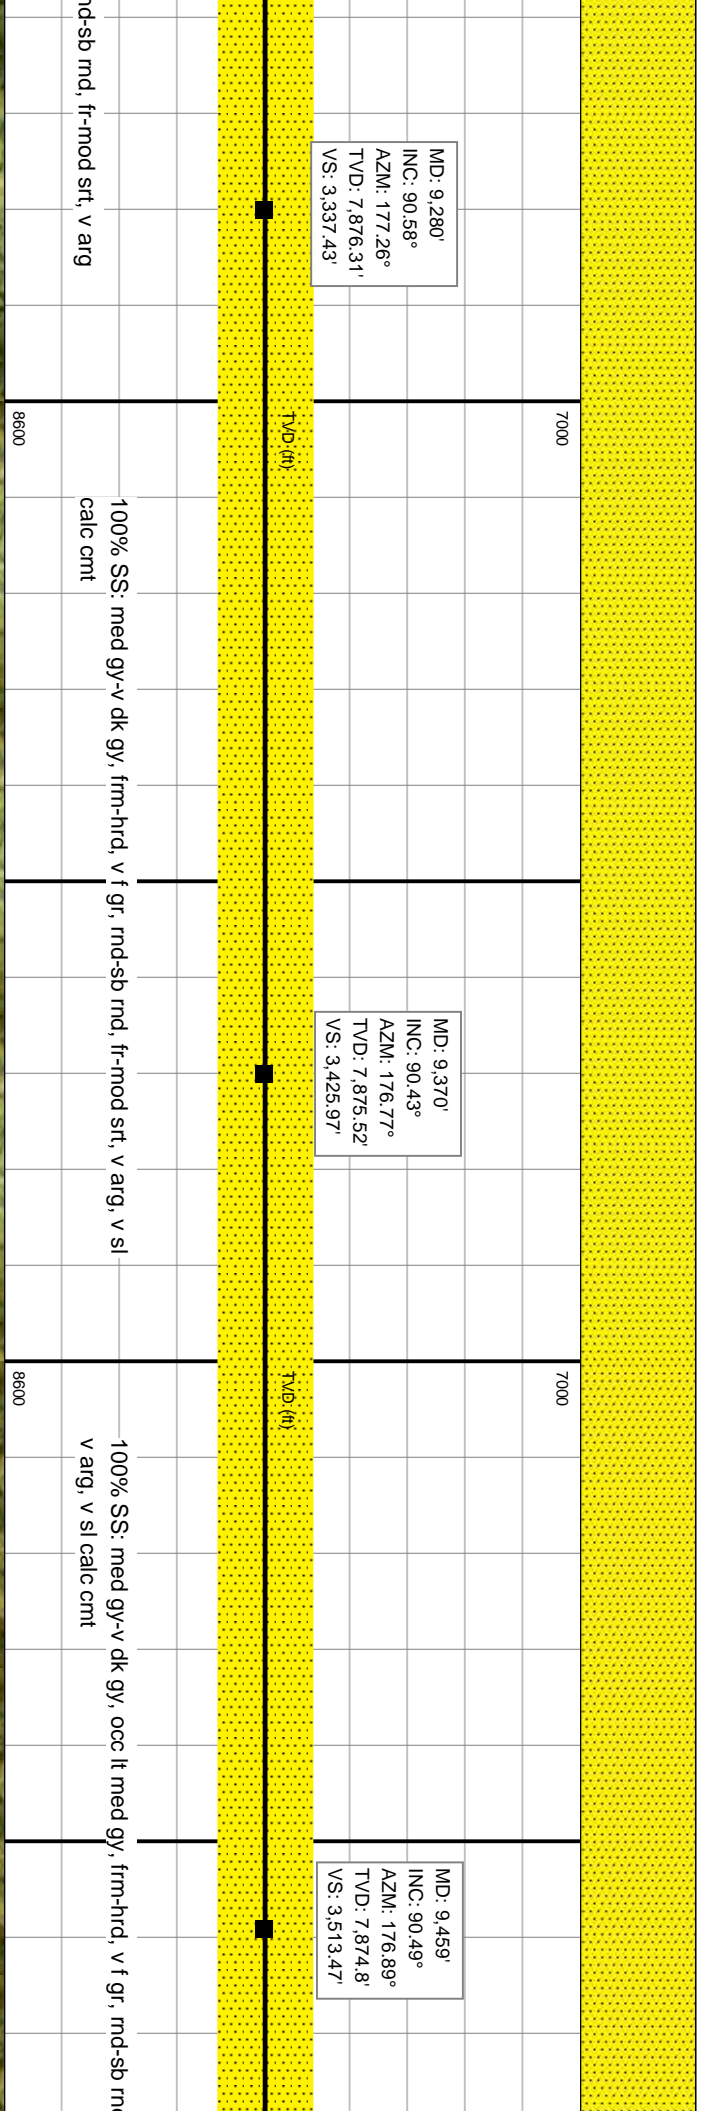 nd-sb rnd, fr-mod srt, v arg
MD: 9,280'
INC: 90.58°
AZM: 177.26°
TVD: 7,876.31'
VS: 3,337.43'
7000
TVD (ft)
8600
100% SS: med gy-v dk gy, frm-hrd, v f gr, rnd-sb rnd, fr-mod srt, v arg, v sl
calc cmt
MD: 9,370'
INC: 90.43°
AZM: 176.77°
TVD: 7,875.52'
VS: 3,425.97'
7000
TVD (ft)
8600
100% SS: med gy-v dk gy, occ lt med gy, frm-hrd, v f gr, rnd-sb rnd
v arg, v sl calc cmt
MD: 9,459'
INC: 90.49°
AZM: 176.89°
TVD: 7,874.8'
VS: 3,513.47'